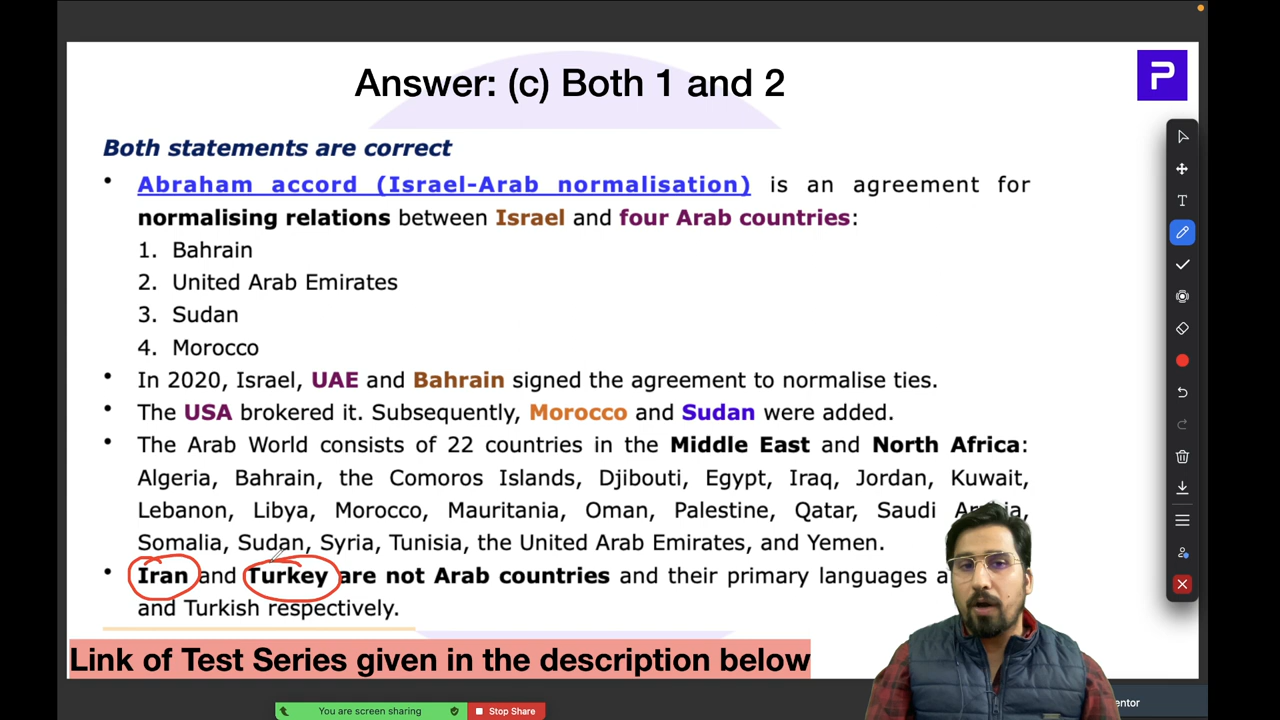 Answer: (c) Both 1 and 2
P
Both statements are correct
• Abraham accord (Israel-Arab normalisation) is an agreement for
normalising relations between Israel and four Arab countries:
1. Bahrain
2. United Arab Emirates
3. Sudan
4. Morocco
• In 2020, Israel, UAE and Bahrain signed the agreement to normalise ties.
• The USA brokered it. Subsequently, Morocco and Sudan were added.
• The Arab World consists of 22 countries in the Middle East and North Africa:
Algeria, Bahrain, the Comoros Islands, Djibouti, Egypt, Iraq, Jordan, Kuwait,
Lebanon, Libya, Morocco, Mauritania, Oman, Palestine, Qatar, Saudi Arabia,
Somalia, Sudan, Syria, Tunisia, the United Arab Emirates, and Yemen.
• Iran and Turkey are not Arab countries and their primary languages
and Turkish respectively.
Link of Test Series given in the description below
T
You are screen sharing
Stop Share